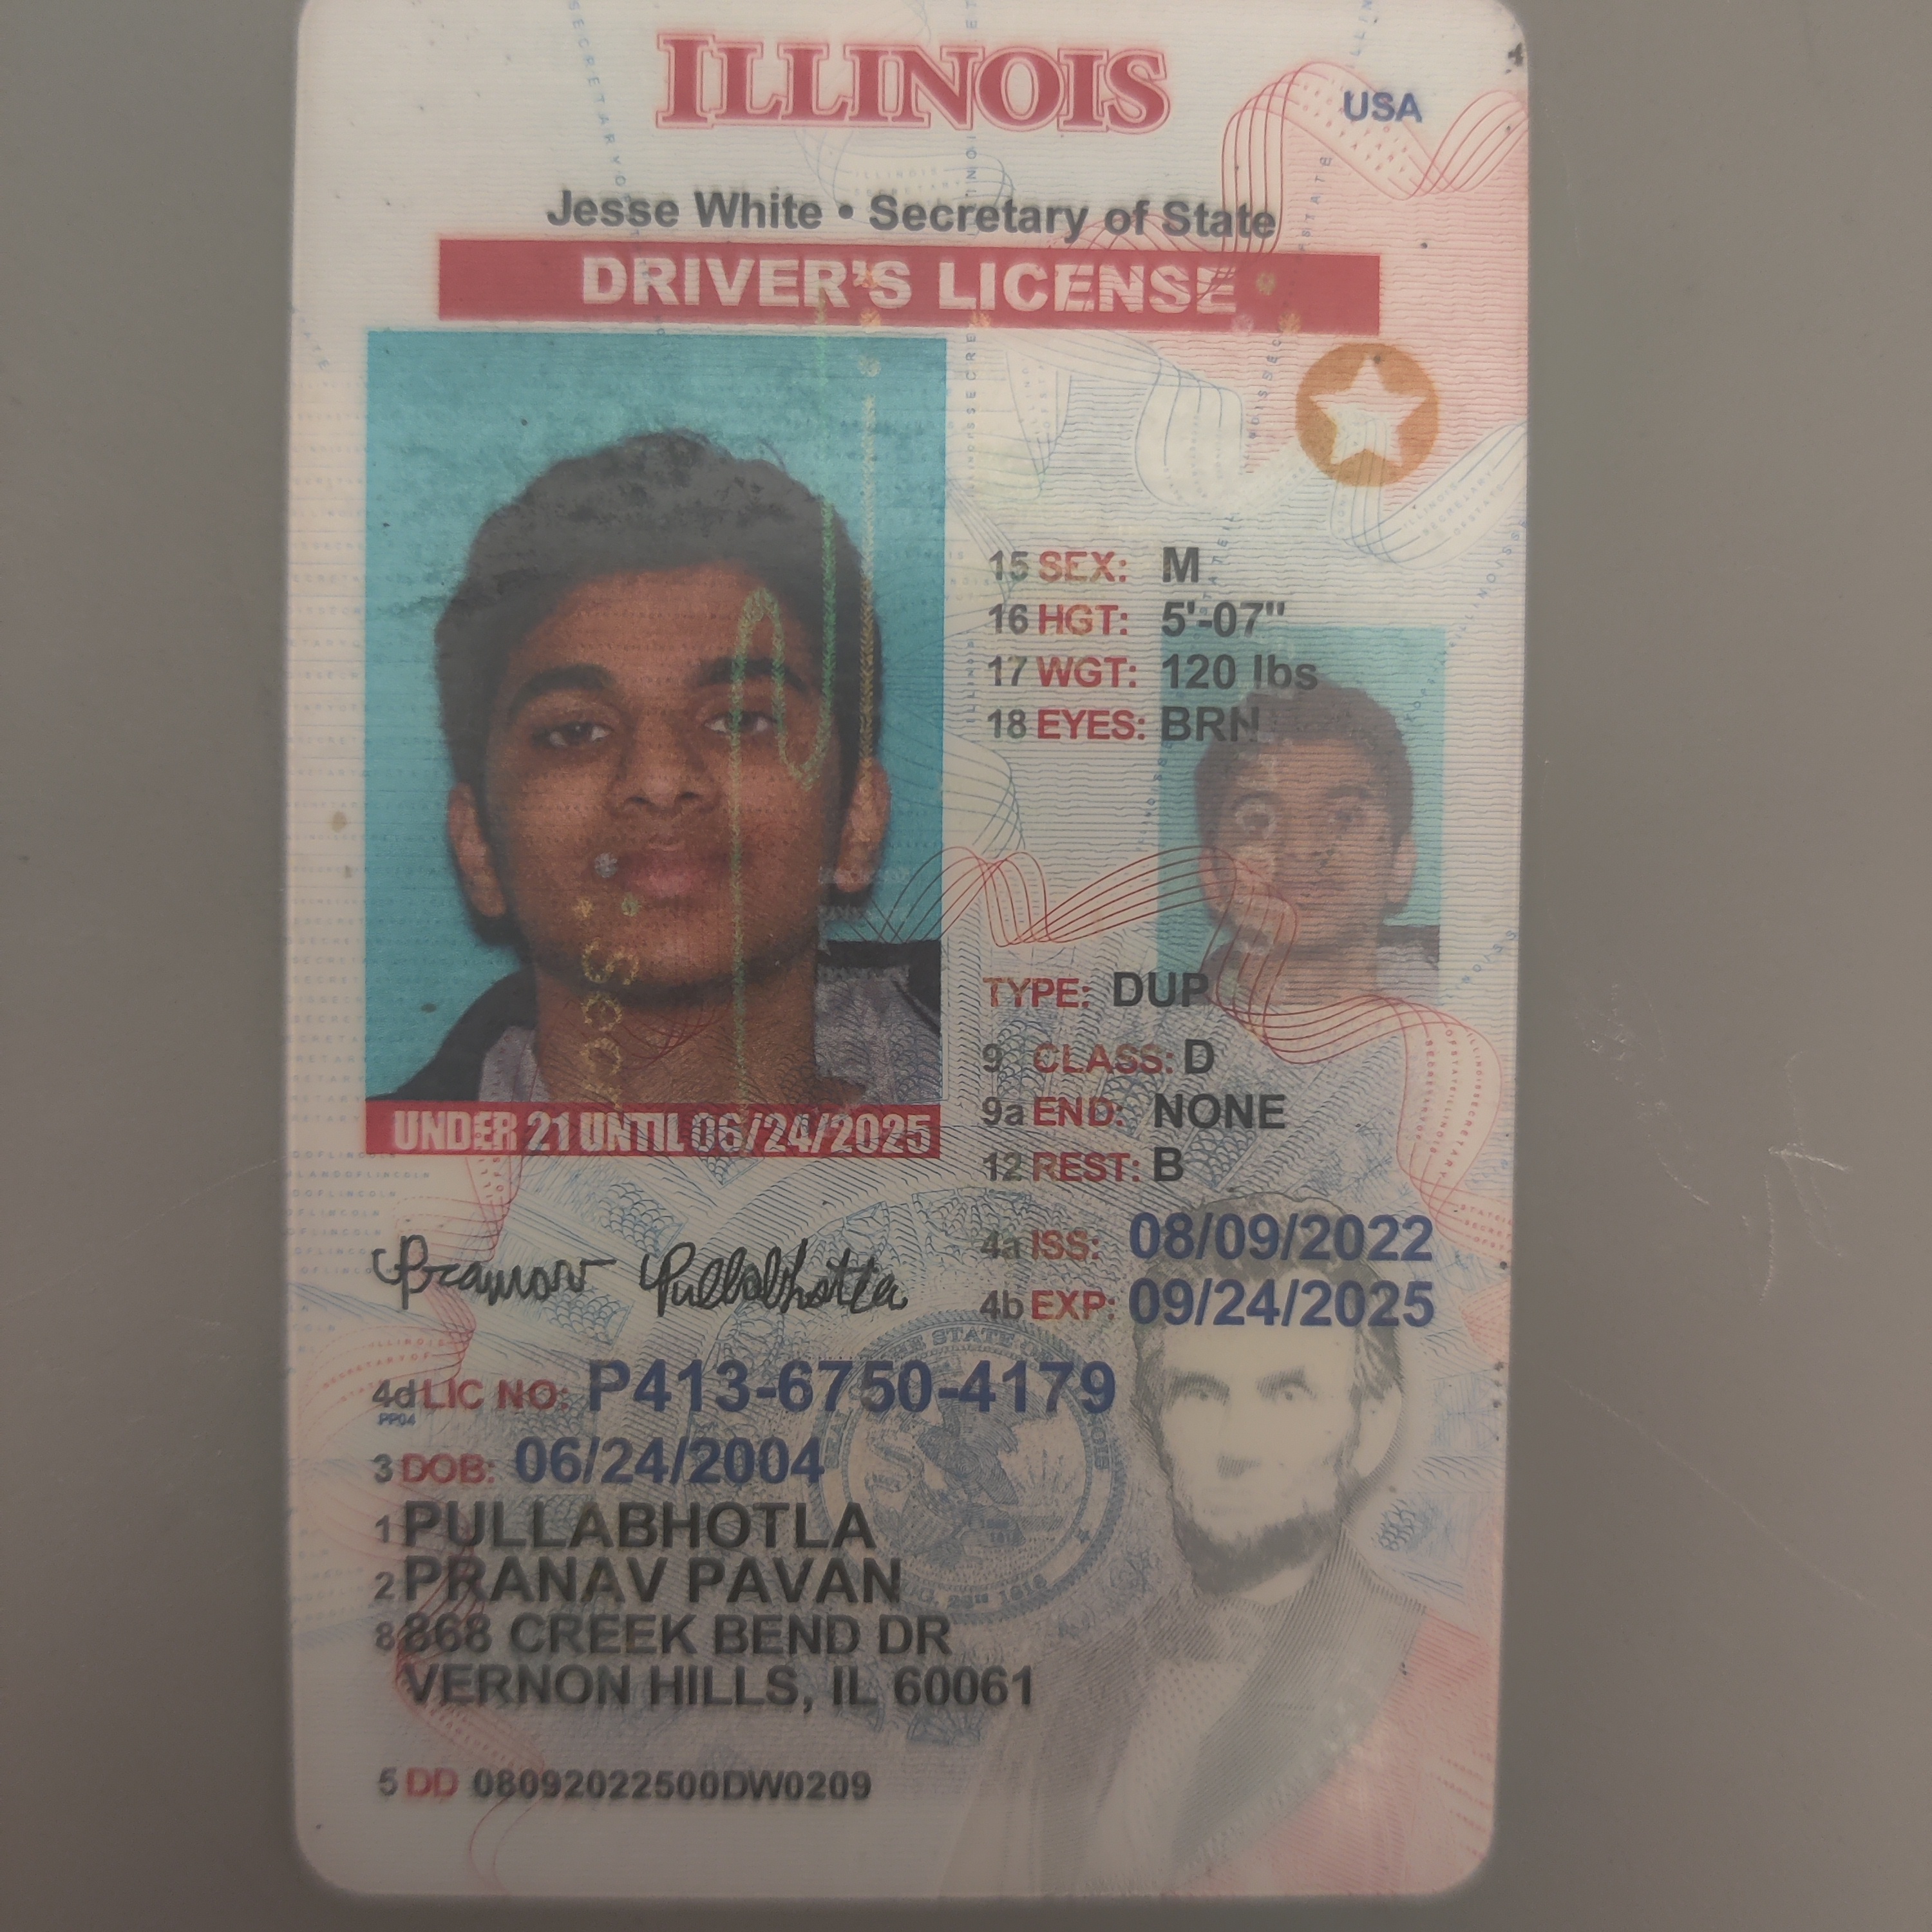 ILLINOIS
USA
Jesse White • Secretary of State
DRIVER'S LICENSE
15 SEX: M
16 HGT: 5'-07"
17 WGT: 120 lbs
18 EYES: BRN
TYPE: DUP
9 CLASS: D
9a END: NONE
12 REST: B
UNDER 21 UNTIL 06/24/2025
4a ISS: 08/09/2022
4b EXP: 09/24/2025
Pranav Pullabhotla
4d LIC NO: P413-6750-4179
PP04
3 DOB: 06/24/2004
1 PULLABHOTLA
2 PRANAV PAVAN
8 868 CREEK BEND DR
VERNON HILLS, IL 60061
5 DD 08092022500DW0209